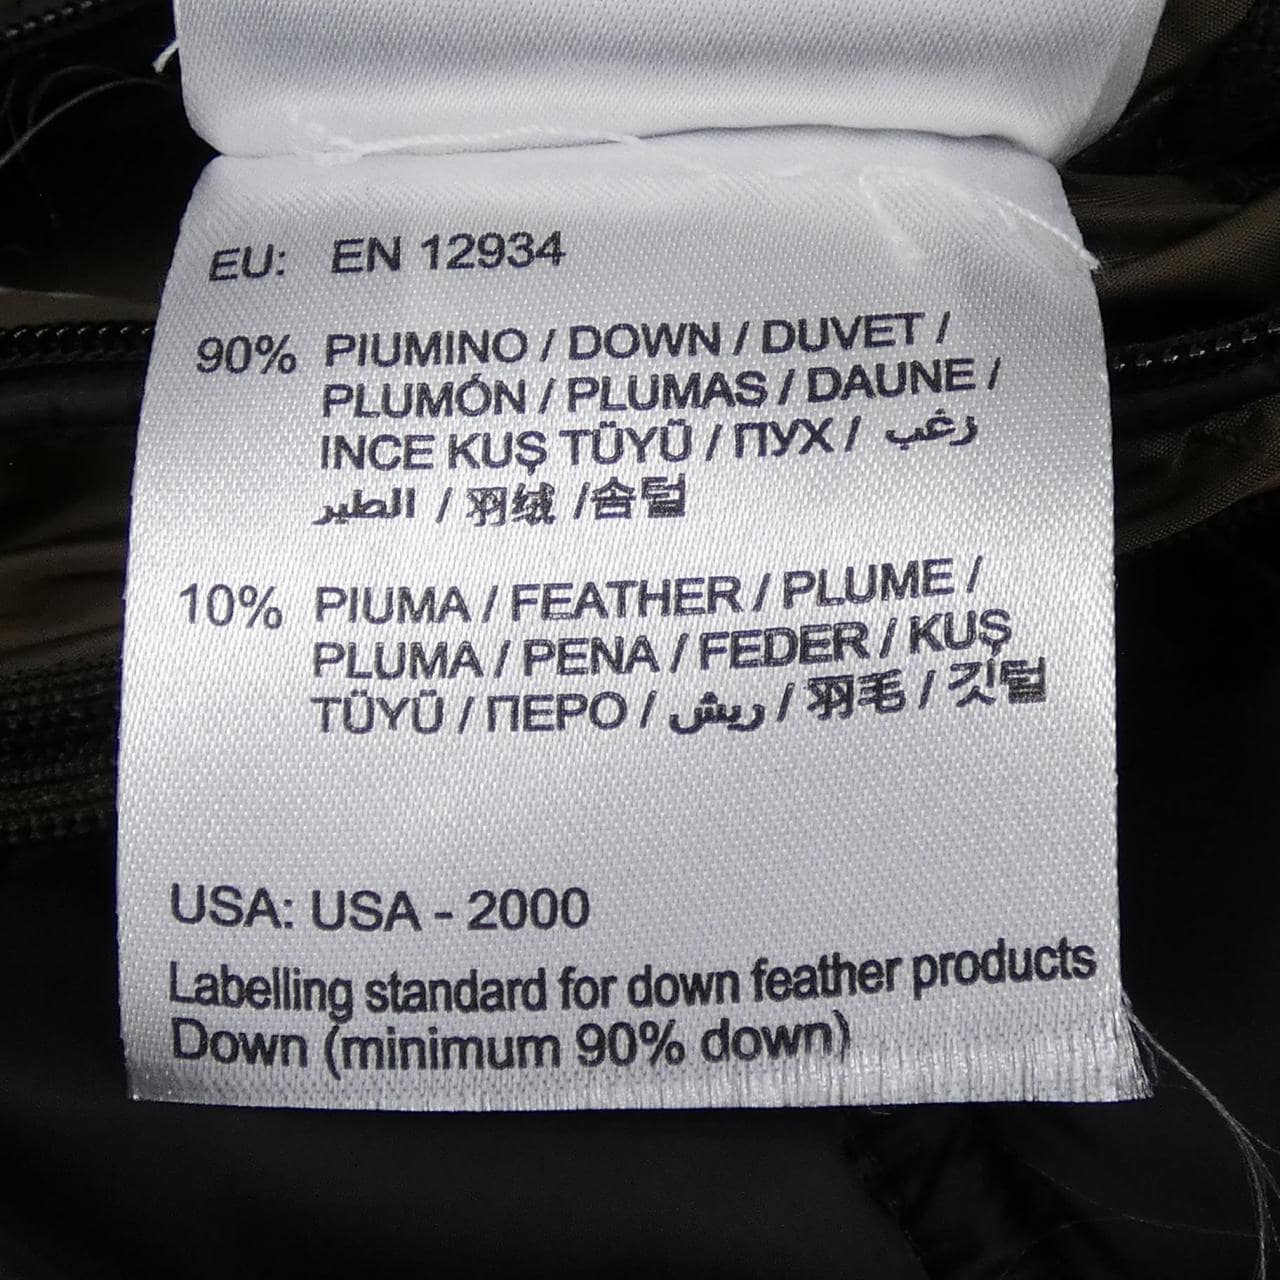 EU: EN 12934
90% PIUMINO / DOWN / DUVET /
PLUMÓN / PLUMAS / DAUNE /
INCE KUŞ TÜYÜ / ПУХ / زغب
الطير / 羽绒 /솜털
10% PIUMA / FEATHER / PLUME /
PLUMA / PENA / FEDER / KUŞ
TÜYÜ / ПЕРО / ريش / 羽毛 / 깃털
USA: USA - 2000
Labelling standard for down feather products
Down (minimum 90% down)